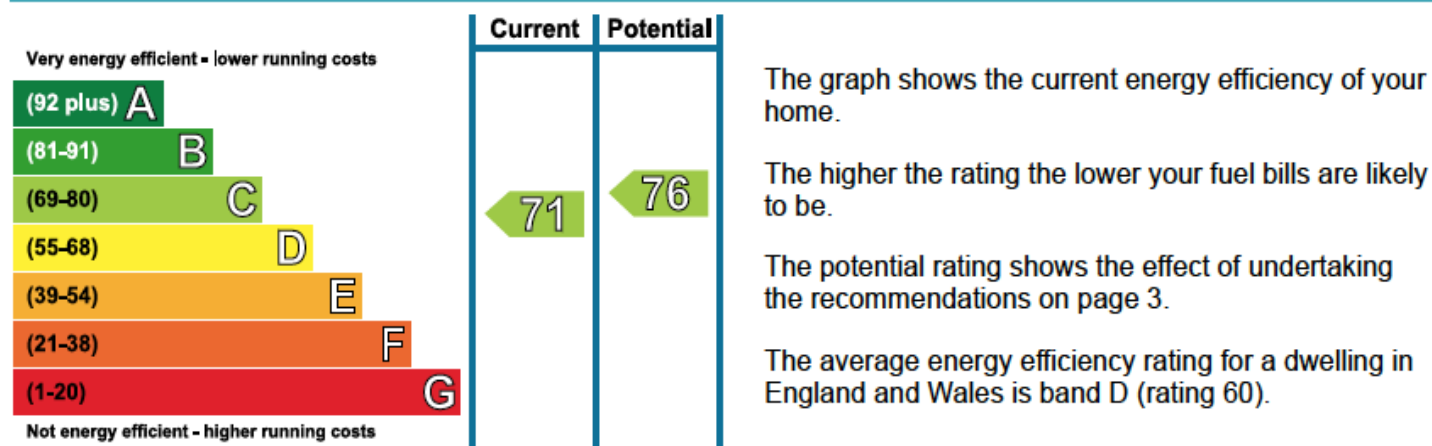 Current Potential
Very energy efficient - lower running costs
(92 plus) A
(81-91) B
(69-80) C
(55-68) D
(39-54) E
(21-38) F
(1-20) G
Not energy efficient - higher running costs
71
76
The graph shows the current energy efficiency of your
home.
The higher the rating the lower your fuel bills are likely
to be.
The potential rating shows the effect of undertaking
the recommendations on page 3.
The average energy efficiency rating for a dwelling in
England and Wales is band D (rating 60).